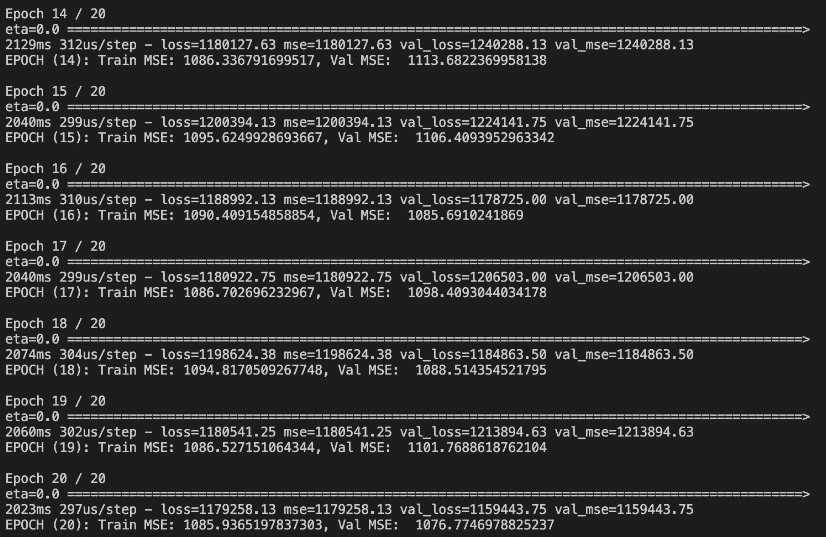 Epoch 14 / 20
eta=0.0 ==========================================================================================>
2129ms 312us/step - loss=1180127.63 mse=1180127.63 val_loss=1240288.13 val_mse=1240288.13
EPOCH (14): Train MSE: 1086.336791699517, Val MSE:  1113.6822369958138
Epoch 15 / 20
eta=0.0 ==========================================================================================>
2040ms 299us/step - loss=1200394.13 mse=1200394.13 val_loss=1224141.75 val_mse=1224141.75
EPOCH (15): Train MSE: 1095.6249928693667, Val MSE:  1106.4093952963342
Epoch 16 / 20
eta=0.0 ==========================================================================================>
2113ms 310us/step - loss=1188992.13 mse=1188992.13 val_loss=1178725.00 val_mse=1178725.00
EPOCH (16): Train MSE: 1090.409154858854, Val MSE:  1085.6910241869
Epoch 17 / 20
eta=0.0 ==========================================================================================>
2040ms 299us/step - loss=1180922.75 mse=1180922.75 val_loss=1206503.00 val_mse=1206503.00
EPOCH (17): Train MSE: 1086.702696232967, Val MSE:  1098.4093044034178
Epoch 18 / 20
eta=0.0 ==========================================================================================>
2074ms 304us/step - loss=1198624.38 mse=1198624.38 val_loss=1184863.50 val_mse=1184863.50
EPOCH (18): Train MSE: 1094.8170509267748, Val MSE:  1088.514354521795
Epoch 19 / 20
eta=0.0 ==========================================================================================>
2060ms 302us/step - loss=1180541.25 mse=1180541.25 val_loss=1213894.63 val_mse=1213894.63
EPOCH (19): Train MSE: 1086.527151064344, Val MSE:  1101.7688618762104
Epoch 20 / 20
eta=0.0 ==========================================================================================>
2023ms 297us/step - loss=1179258.13 mse=1179258.13 val_loss=1159443.75 val_mse=1159443.75
EPOCH (20): Train MSE: 1085.9365197837303, Val MSE:  1076.7746978825237